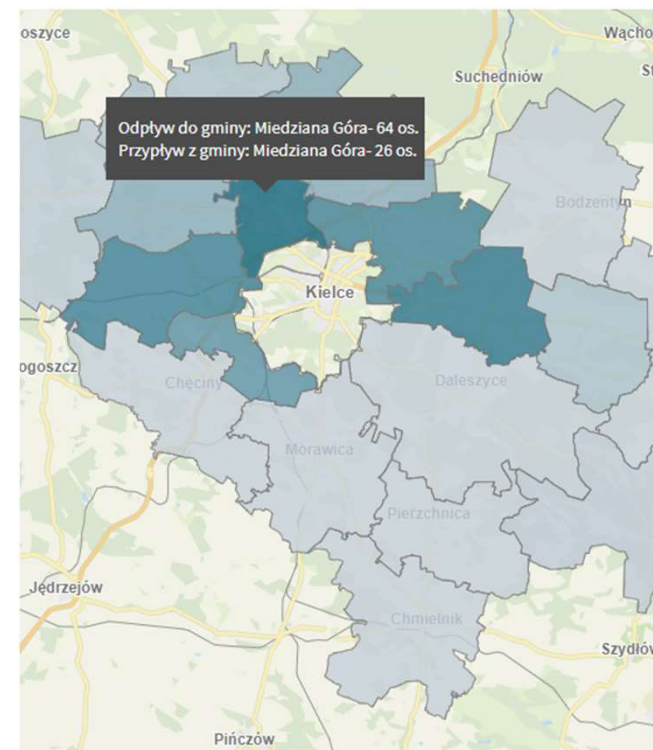 oszyce
Wącho
Suchedniów
St
Odpływ do gminy: Miedziana Góra- 64 os.
Przypływ z gminy: Miedziana Góra- 26 os.
Bodzentyn
Kielce
ogoszcz
Chęciny
Daleszyce
Morawica
Pierzchnica
Jędrzejów
Chmielnik
Szydłów
Pińczów